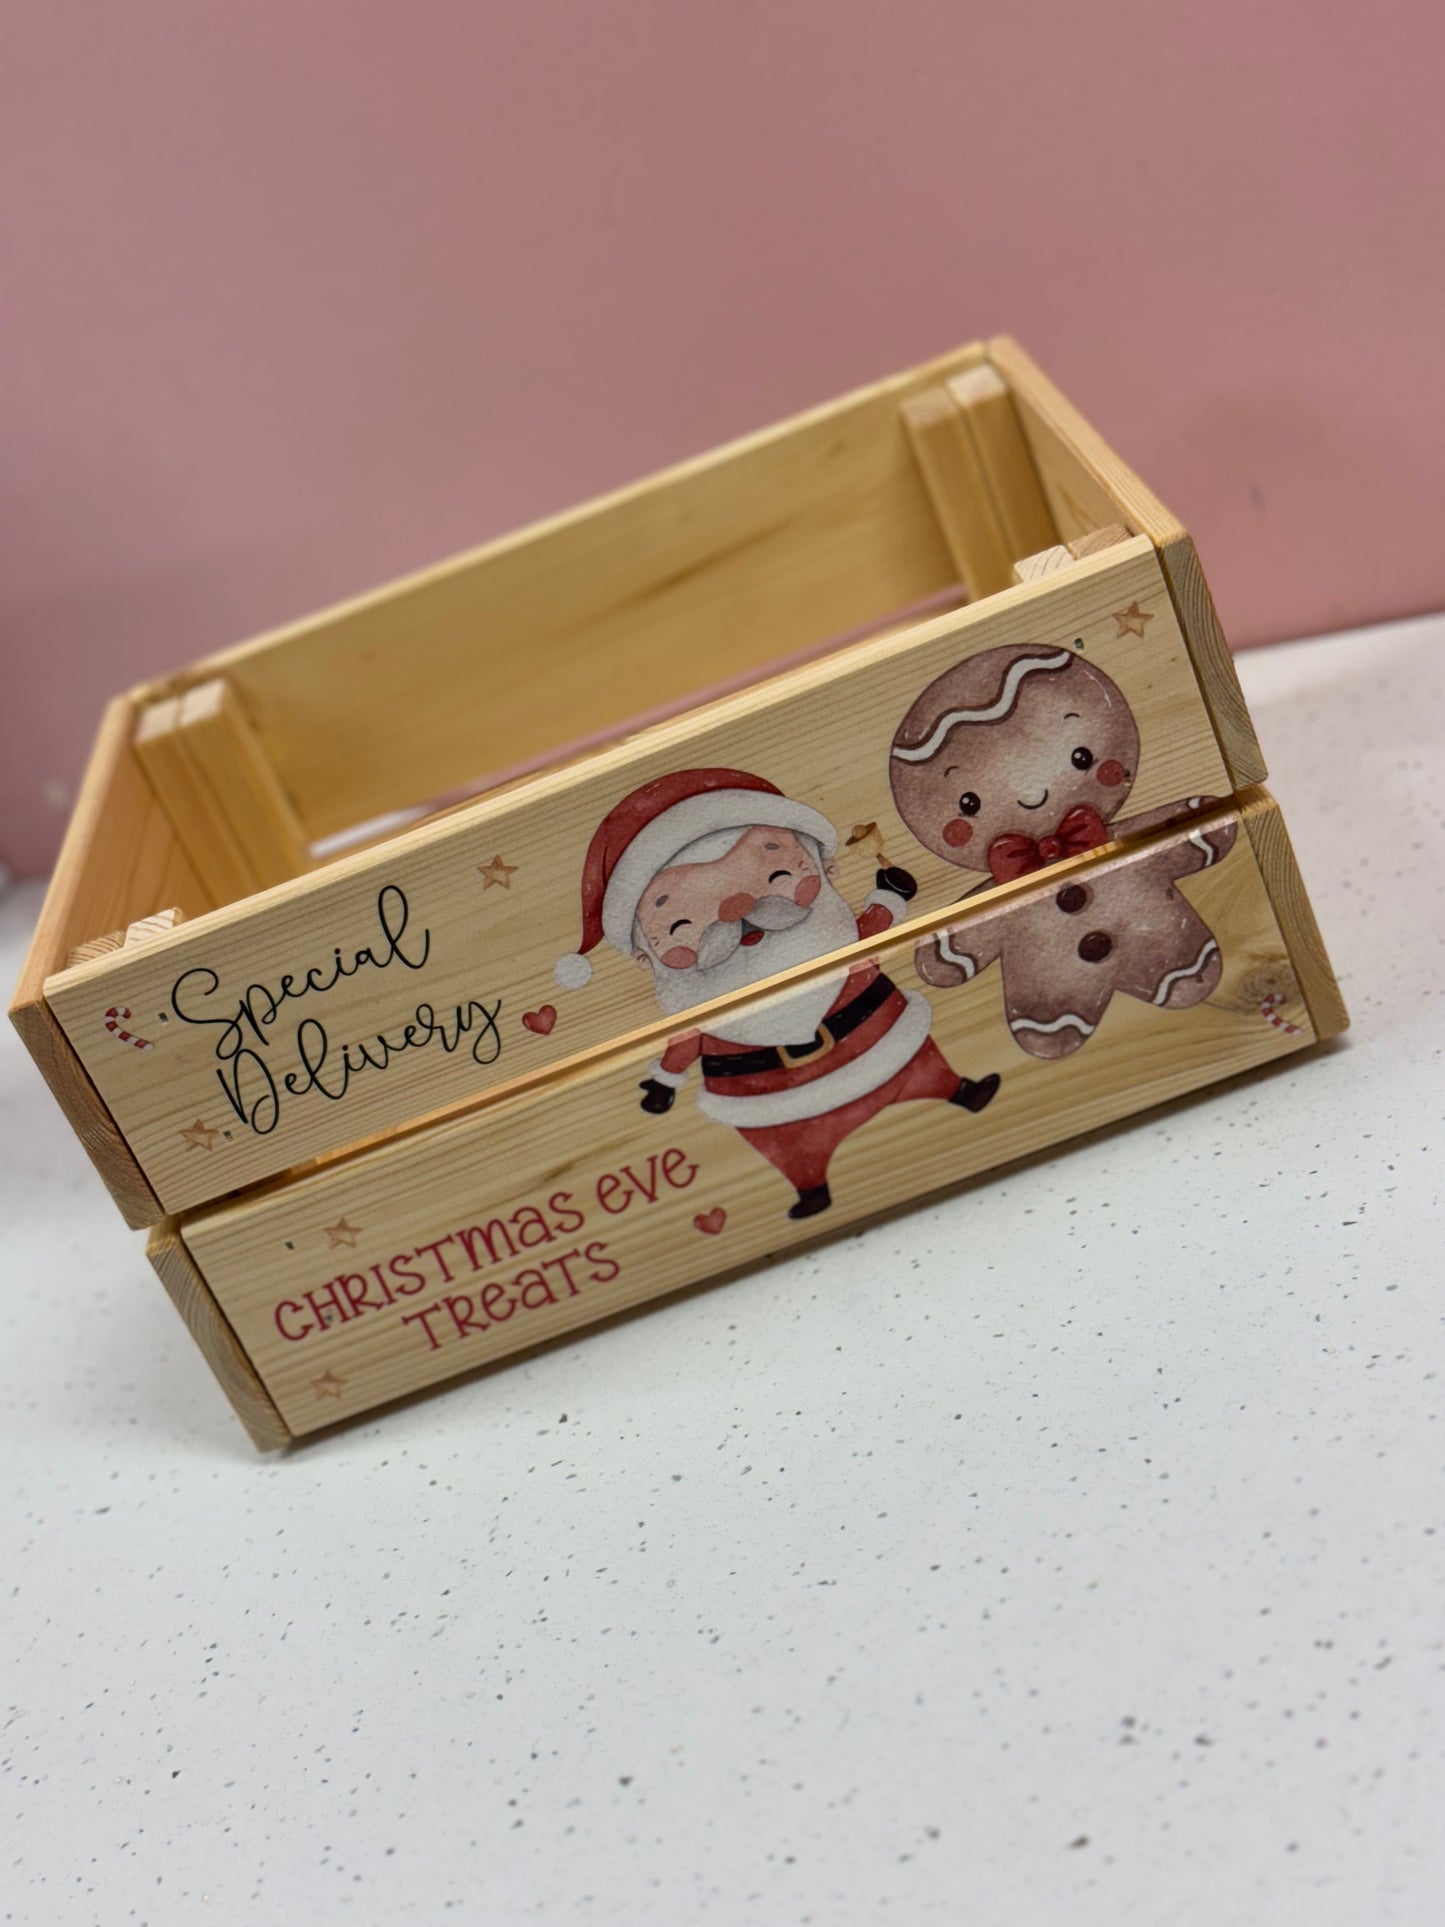 Special
Delivery
CHRISTMAS EVE
TREATS